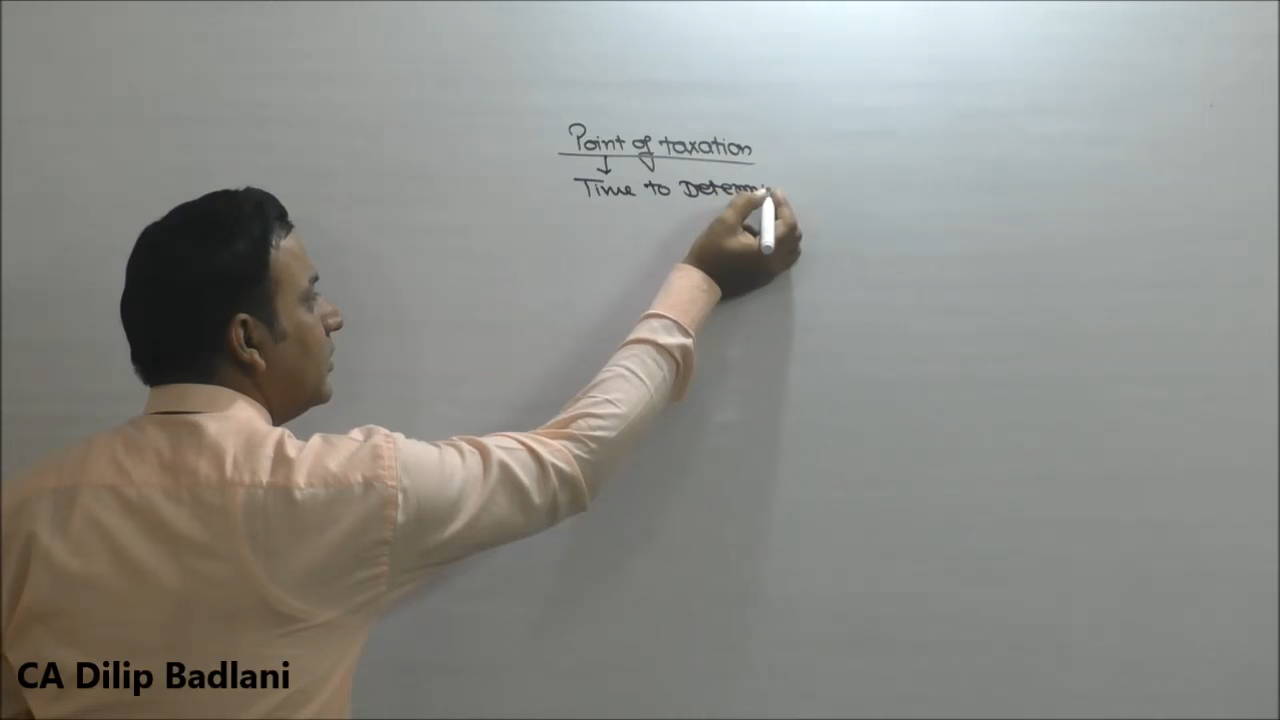 Point of taxation
Time to Determi
CA Dilip Badlani